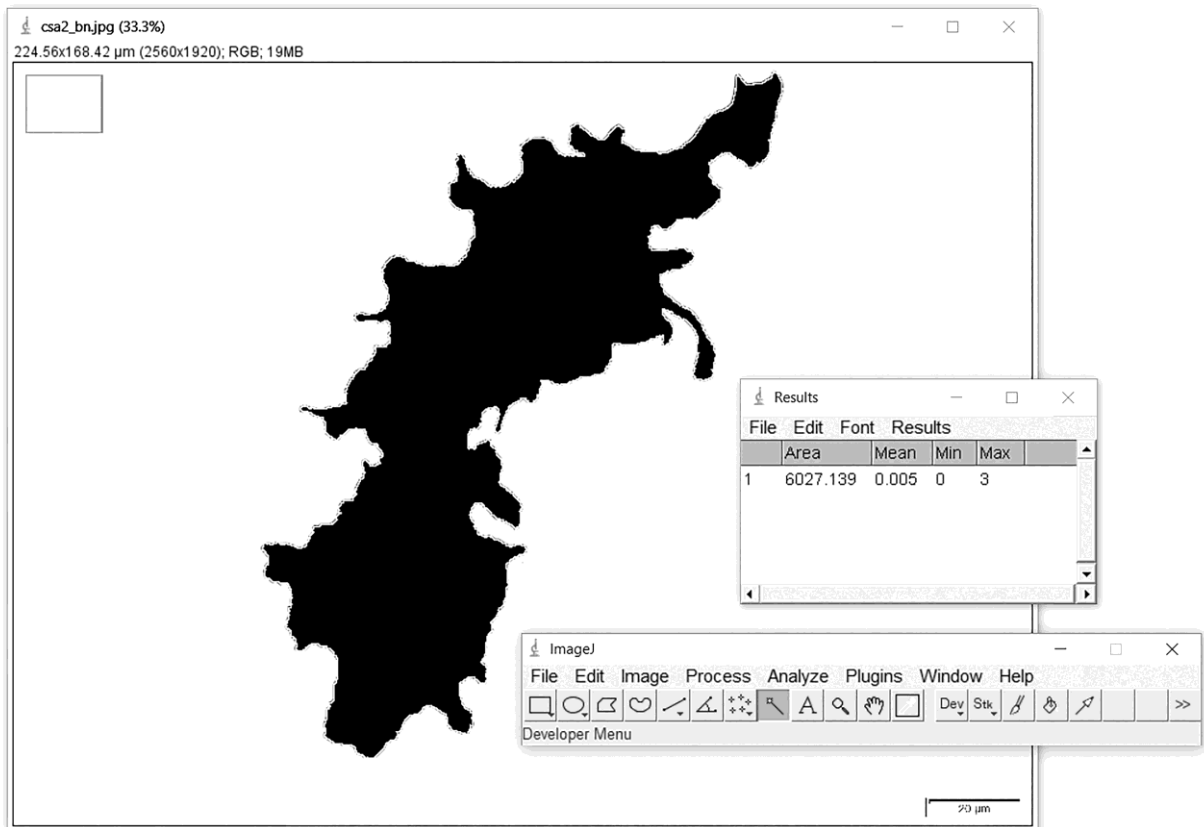 csa2_bn.jpg (33.3%)
224.56x168.42 µm (2560x1920); RGB; 19MB
Results
File Edit Font Results
Area Mean Min Max
1 6027.139 0.005 0 3
ImageJ
File Edit Image Process Analyze Plugins Window Help
A Dev Stk >>
Developer Menu
20 µm